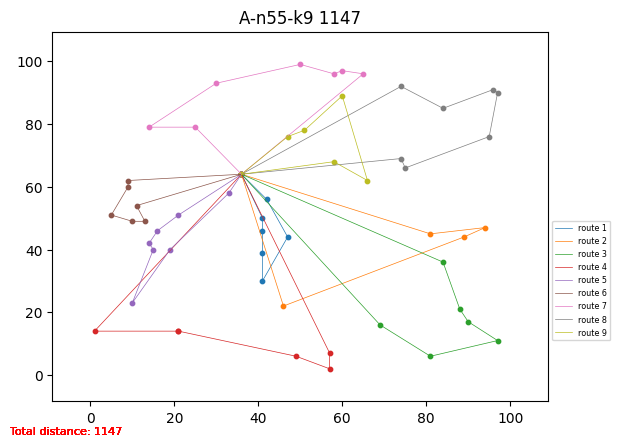 A-n55-k9 1147
100
80
60
40
20
0
0 20 40 60 80 100
route 1
route 2
route 3
route 4
route 5
route 6
route 7
route 8
route 9
Total distance: 1147